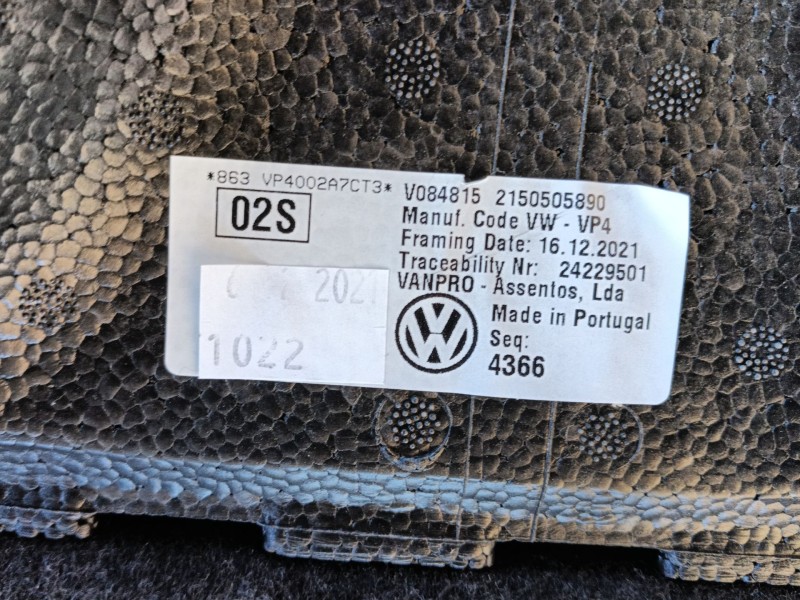 *863 VP4002A7CT3*
02S
2021
1022
V084815 2150505890
Manuf. Code VW - VP4
Framing Date: 16.12.2021
Traceability Nr: 24229501
VANPRO - Assentos, Lda
Made in Portugal
Seq:
4366